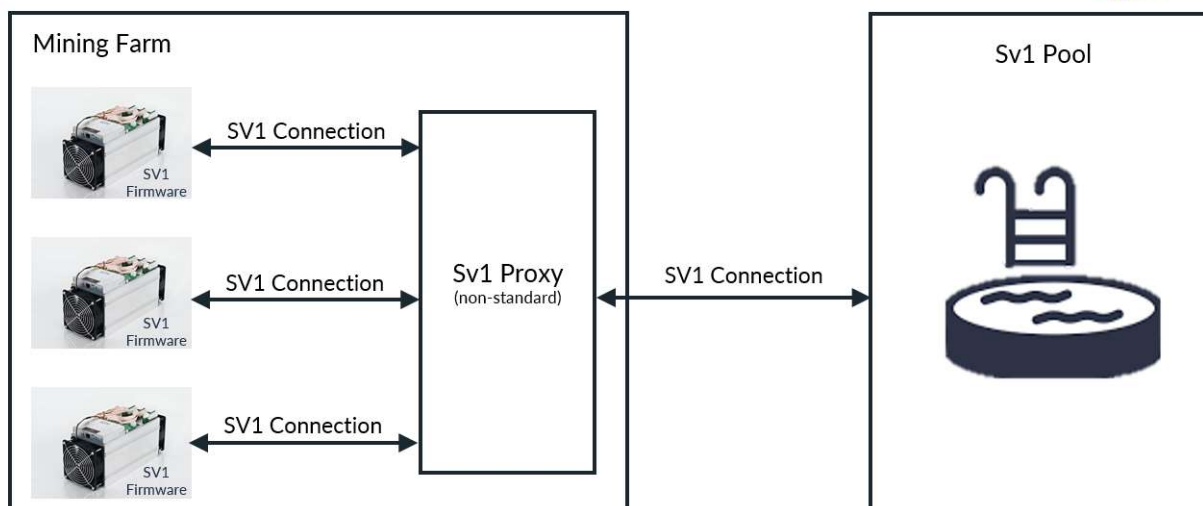 Mining Farm
Sv1 Pool
SV1 Connection
SV1
Firmware
SV1 Connection
SV1
Firmware
Sv1 Proxy
(non-standard)
SV1 Connection
SV1 Connection
SV1
Firmware